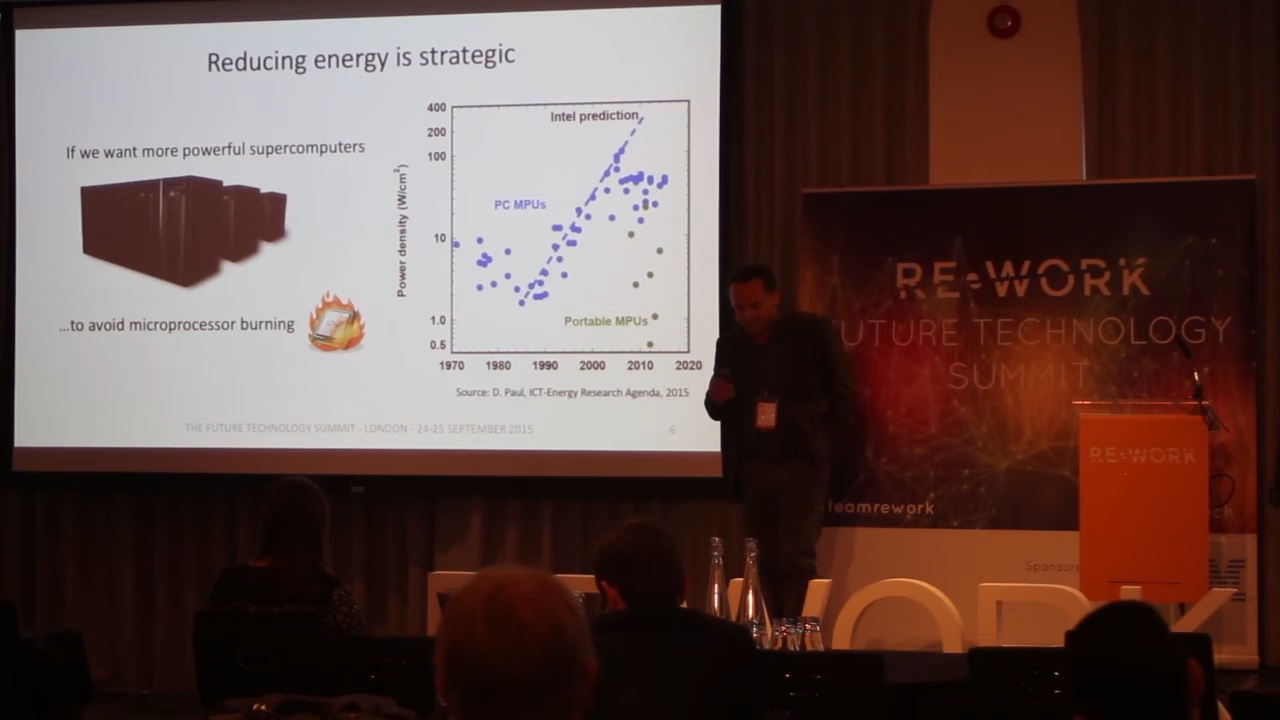 Reducing energy is strategic
If we want more powerful supercomputers
...to avoid microprocessor burning
Power density (W/cm²)
400
200
100
10
1.0
0.5
Intel prediction
PC MPUs
Portable MPUs
1970 1980 1990 2000 2010 2020
Source: D. Paul, ICT-Energy Research Agenda, 2015
THE FUTURE TECHNOLOGY SUMMIT - LONDON - 24-25 SEPTEMBER 2015
6
RE•WORK
FUTURE TECHNOLOGY
SUMMIT
teamrework
RE•WORK